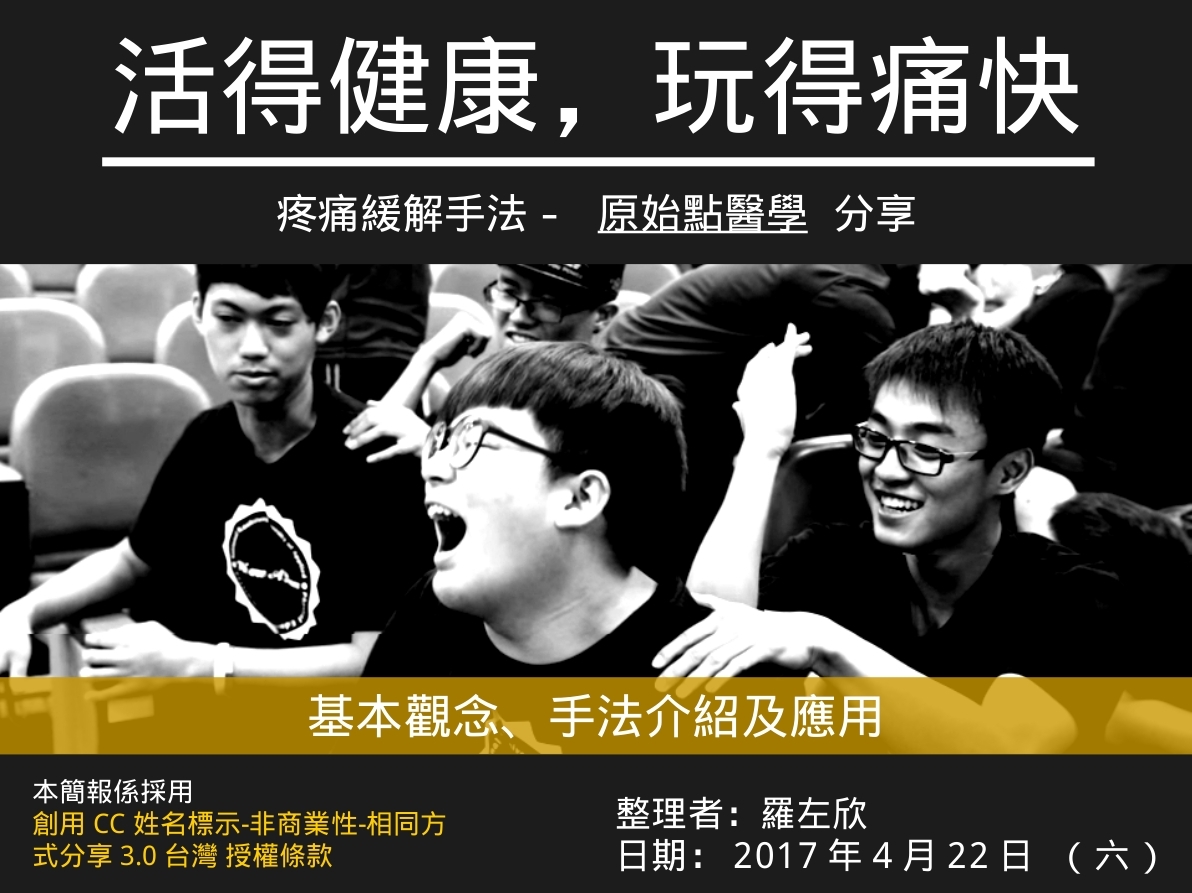 活得健康，玩得痛快
疼痛緩解手法 - 原始點醫學 分享
基本觀念、手法介紹及應用
本簡報係採用
創用 CC 姓名標示-非商業性-相同方
式分享 3.0 台灣 授權條款
整理者：羅左欣
日期： 2017 年 4 月 22 日 （六）